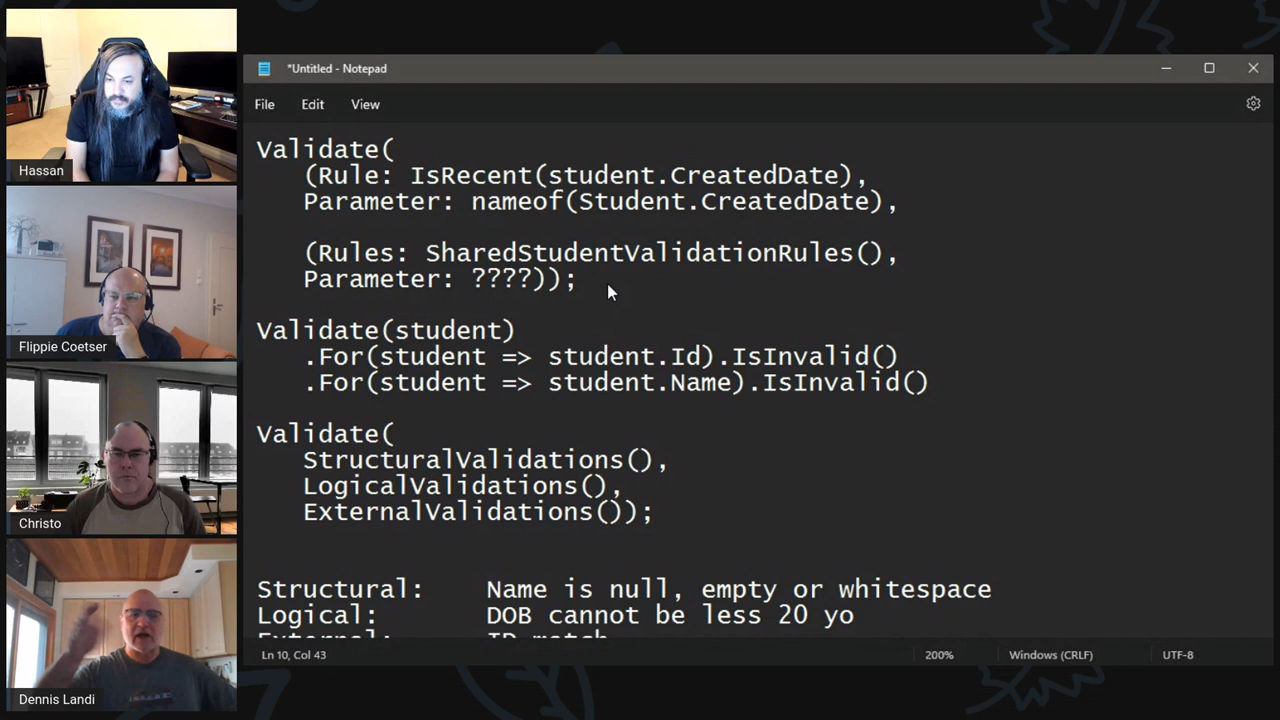 Hassan
Flippie Coetser
Christo
Dennis Landi
*Untitled - Notepad
File Edit View
Validate(
(Rule: IsRecent(student.CreatedDate),
Parameter: nameof(Student.CreatedDate),
(Rules: SharedStudentValidationRules(),
Parameter: ????));
Validate(student)
.For(student => student.Id).IsInvalid()
.For(student => student.Name).IsInvalid()
Validate(
StructuralValidations(),
LogicalValidations(),
ExternalValidations());
Structural: Name is null, empty or whitespace
Logical: DOB cannot be less 20 yo
External: ID match
Ln 10, Col 43 200% Windows (CRLF) UTF-8